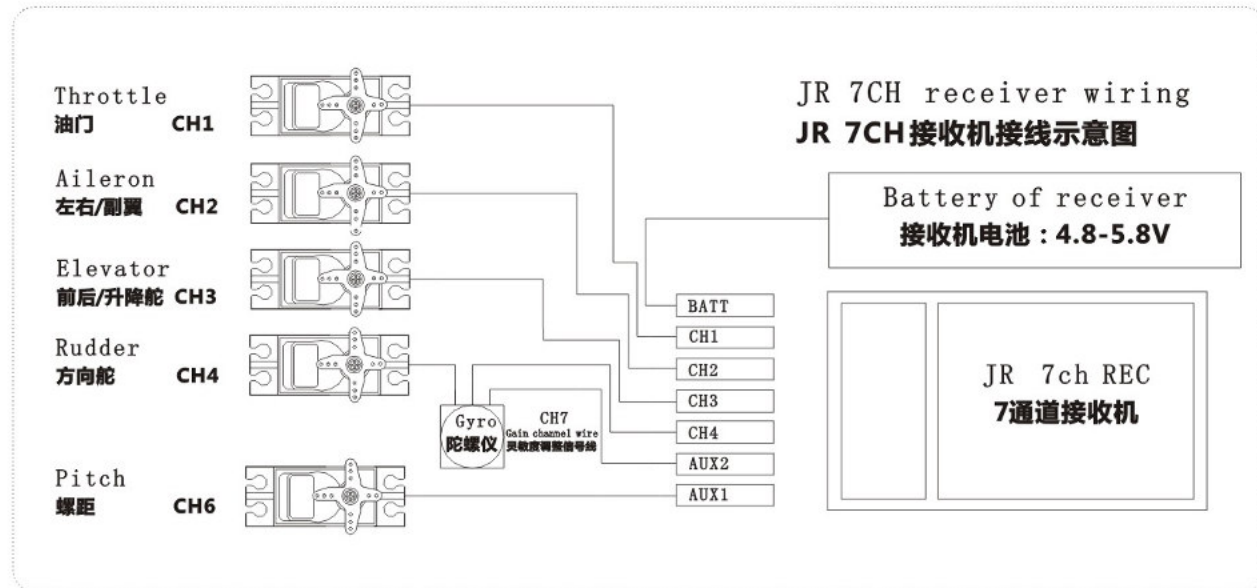 Throttle
油门 CH1
Aileron
左右/副翼 CH2
Elevator
前后/升降舵 CH3
Rudder
方向舵 CH4
Pitch
螺距 CH6
Gyro
陀螺仪
CH7
Gain channel wire
灵敏度调整信号线
JR 7CH receiver wiring
JR 7CH接收机接线示意图
Battery of receiver
接收机电池：4.8-5.8V
BATT
CH1
CH2
CH3
CH4
AUX2
AUX1
JR 7ch REC
7通道接收机